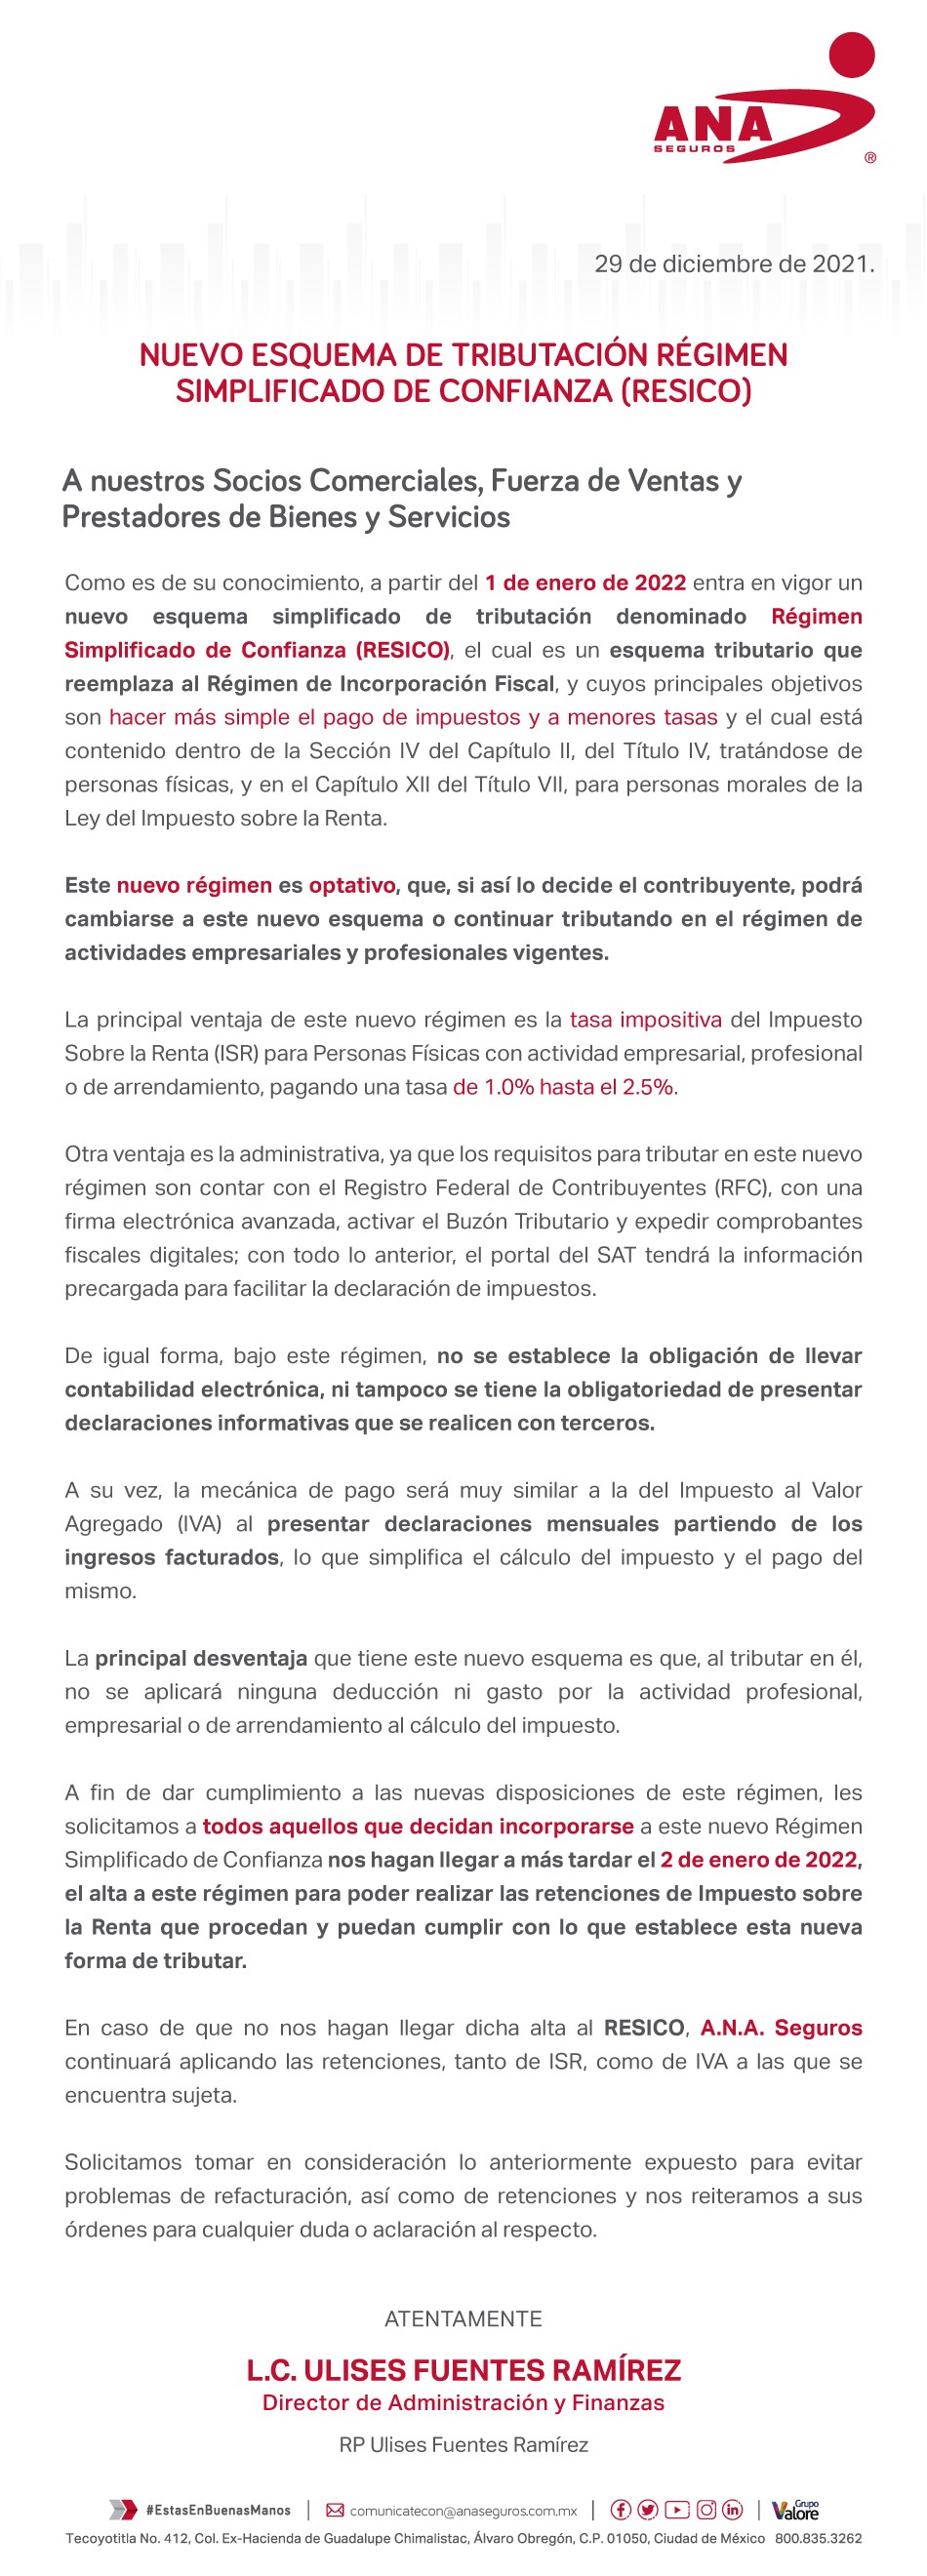 ANA
SEGUROS
®
29 de diciembre de 2021.
NUEVO ESQUEMA DE TRIBUTACIÓN RÉGIMEN
SIMPLIFICADO DE CONFIANZA (RESICO)
A nuestros Socios Comerciales, Fuerza de Ventas y
Prestadores de Bienes y Servicios
Como es de su conocimiento, a partir del 1 de enero de 2022 entra en vigor un
nuevo esquema simplificado de tributación denominado Régimen
Simplificado de Confianza (RESICO), el cual es un esquema tributario que
reemplaza al Régimen de Incorporación Fiscal, y cuyos principales objetivos
son hacer más simple el pago de impuestos y a menores tasas y el cual está
contenido dentro de la Sección IV del Capítulo II, del Título IV, tratándose de
personas físicas, y en el Capítulo XII del Título VII, para personas morales de la
Ley del Impuesto sobre la Renta.
Este nuevo régimen es optativo, que, si así lo decide el contribuyente, podrá
cambiarse a este nuevo esquema o continuar tributando en el régimen de
actividades empresariales y profesionales vigentes.
La principal ventaja de este nuevo régimen es la tasa impositiva del Impuesto
Sobre la Renta (ISR) para Personas Físicas con actividad empresarial, profesional
o de arrendamiento, pagando una tasa de 1.0% hasta el 2.5%.
Otra ventaja es la administrativa, ya que los requisitos para tributar en este nuevo
régimen son contar con el Registro Federal de Contribuyentes (RFC), con una
firma electrónica avanzada, activar el Buzón Tributario y expedir comprobantes
fiscales digitales; con todo lo anterior, el portal del SAT tendrá la información
precargada para facilitar la declaración de impuestos.
De igual forma, bajo este régimen, no se establece la obligación de llevar
contabilidad electrónica, ni tampoco se tiene la obligatoriedad de presentar
declaraciones informativas que se realicen con terceros.
A su vez, la mecánica de pago será muy similar a la del Impuesto al Valor
Agregado (IVA) al presentar declaraciones mensuales partiendo de los
ingresos facturados, lo que simplifica el cálculo del impuesto y el pago del
mismo.
La principal desventaja que tiene este nuevo esquema es que, al tributar en él,
no se aplicará ninguna deducción ni gasto por la actividad profesional,
empresarial o de arrendamiento al cálculo del impuesto.
A fin de dar cumplimiento a las nuevas disposiciones de este régimen, les
solicitamos a todos aquellos que decidan incorporarse a este nuevo Régimen
Simplificado de Confianza nos hagan llegar a más tardar el 2 de enero de 2022,
el alta a este régimen para poder realizar las retenciones de Impuesto sobre
la Renta que procedan y puedan cumplir con lo que establece esta nueva
forma de tributar.
En caso de que no nos hagan llegar dicha alta al RESICO, A.N.A. Seguros
continuará aplicando las retenciones, tanto de ISR, como de IVA a las que se
encuentra sujeta.
Solicitamos tomar en consideración lo anteriormente expuesto para evitar
problemas de refacturación, así como de retenciones y nos reiteramos a sus
órdenes para cualquier duda o aclaración al respecto.
ATENTAMENTE
L.C. ULISES FUENTES RAMÍREZ
Director de Administración y Finanzas
RP Ulises Fuentes Ramírez
#EstasEnBuenasManos | comunicatecon@anaseguros.com.mx | | Grupo Valore
Tecoyotitla No. 412, Col. Ex-Hacienda de Guadalupe Chimalistac, Álvaro Obregón, C.P. 01050, Ciudad de México 800.835.3262